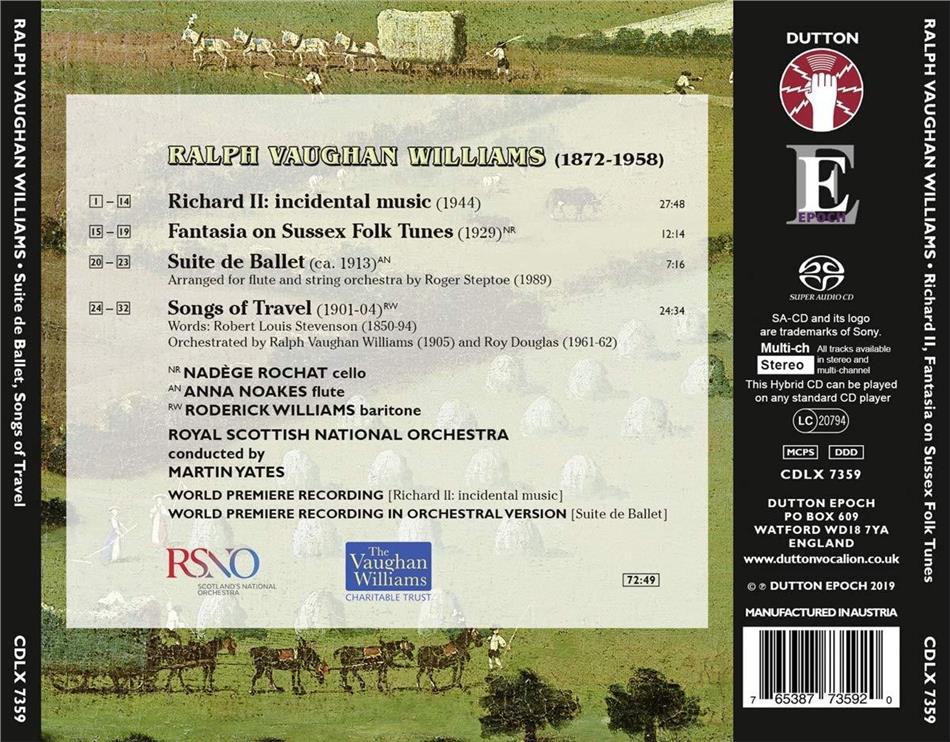 RALPH VAUGHAN WILLIAMS • Suite de Ballet, Songs of Travel
CDLX 7359
RALPH VAUGHAN WILLIAMS (1872-1958)
1 – 14 Richard II: incidental music (1944) 27:48
15 – 19 Fantasia on Sussex Folk Tunes (1929)NR 12:14
20 – 23 Suite de Ballet (ca. 1913)AN 7:16
Arranged for flute and string orchestra by Roger Steptoe (1989)
24 – 32 Songs of Travel (1901-04)RW 24:34
Words: Robert Louis Stevenson (1850-94)
Orchestrated by Ralph Vaughan Williams (1905) and Roy Douglas (1961-62)
NR NADÈGE ROCHAT cello
AN ANNA NOAKES flute
RW RODERICK WILLIAMS baritone
ROYAL SCOTTISH NATIONAL ORCHESTRA
conducted by
MARTIN YATES
WORLD PREMIERE RECORDING [Richard II: incidental music]
WORLD PREMIERE RECORDING IN ORCHESTRAL VERSION [Suite de Ballet]
RSNO
SCOTLAND'S NATIONAL
ORCHESTRA
The
Vaughan
Williams
CHARITABLE TRUST
72:49
DUTTON
E
EPOCH
SUPER AUDIO CD
SA-CD and its logo
are trademarks of Sony.
Multi-ch
Stereo
All tracks available
in stereo and
multi-channel
This Hybrid CD can be played
on any standard CD player
LC 20794
MCPS DDD
CDLX 7359
DUTTON EPOCH
PO BOX 609
WATFORD WD18 7YA
ENGLAND
www.duttonvocalion.co.uk
© ℗ DUTTON EPOCH 2019
MANUFACTURED IN AUSTRIA
7 65387 73592 0
RALPH VAUGHAN WILLIAMS • Richard II, Fantasia on Sussex Folk Tunes
CDLX 7359